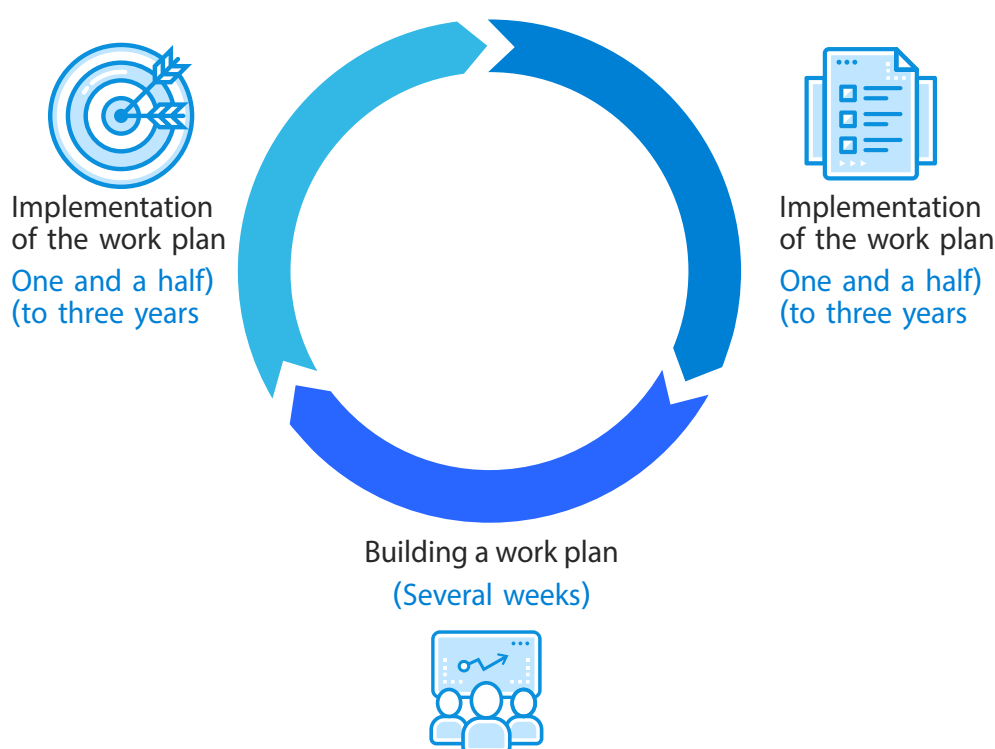 Implementation
of the work plan
One and a half)
(to three years
Implementation
of the work plan
One and a half)
(to three years
Building a work plan
(Several weeks)